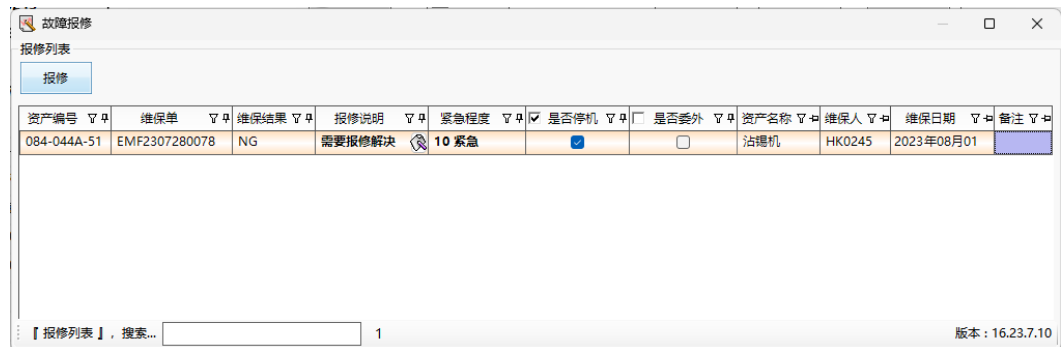 故障报修
报修列表
报修
资产编号 维保单 维保结果 报修说明 紧急程度 是否停机 是否委外 资产名称 维保人 维保日期 备注
084-044A-51 EMF2307280078 NG 需要报修解决 10 紧急 沾锡机 HK0245 2023年08月01
『 报修列表 』, 搜索... 1 版本：16.23.7.10